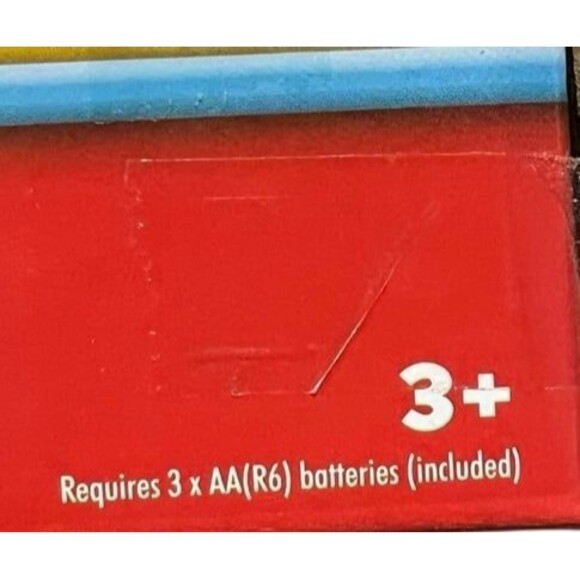 3+
Requires 3 x AA(R6) batteries (included)